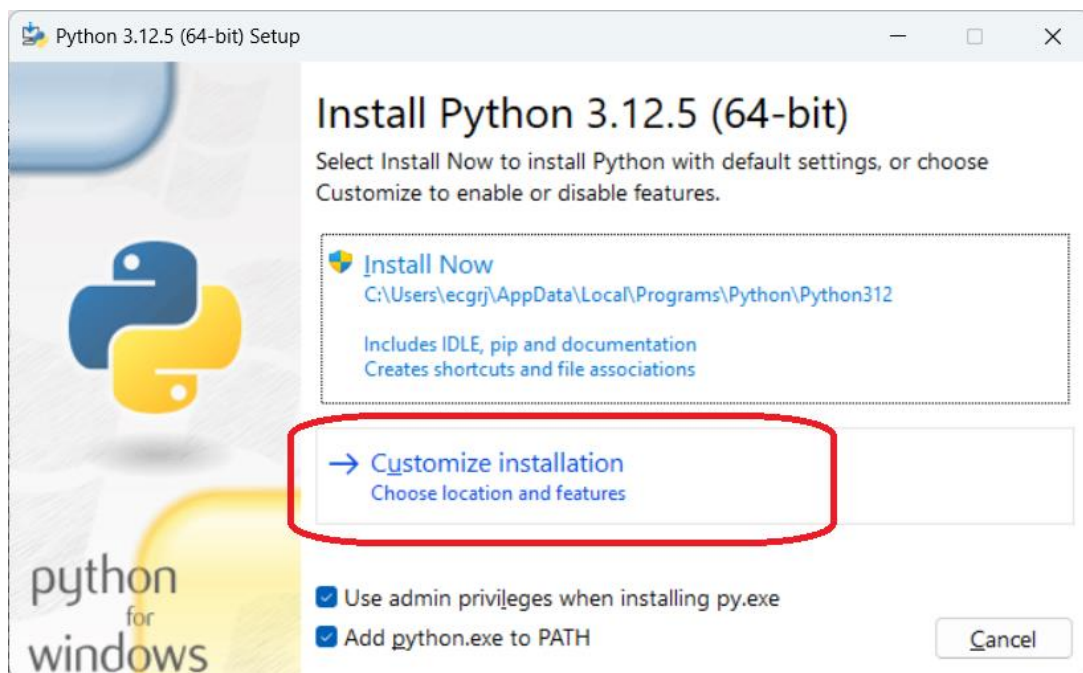 Python 3.12.5 (64-bit) Setup
Install Python 3.12.5 (64-bit)
Select Install Now to install Python with default settings, or choose
Customize to enable or disable features.
Install Now
C:\Users\ecgrj\AppData\Local\Programs\Python\Python312
Includes IDLE, pip and documentation
Creates shortcuts and file associations
Customize installation
Choose location and features
Use admin privileges when installing py.exe
Add python.exe to PATH
Cancel
python
for
windows